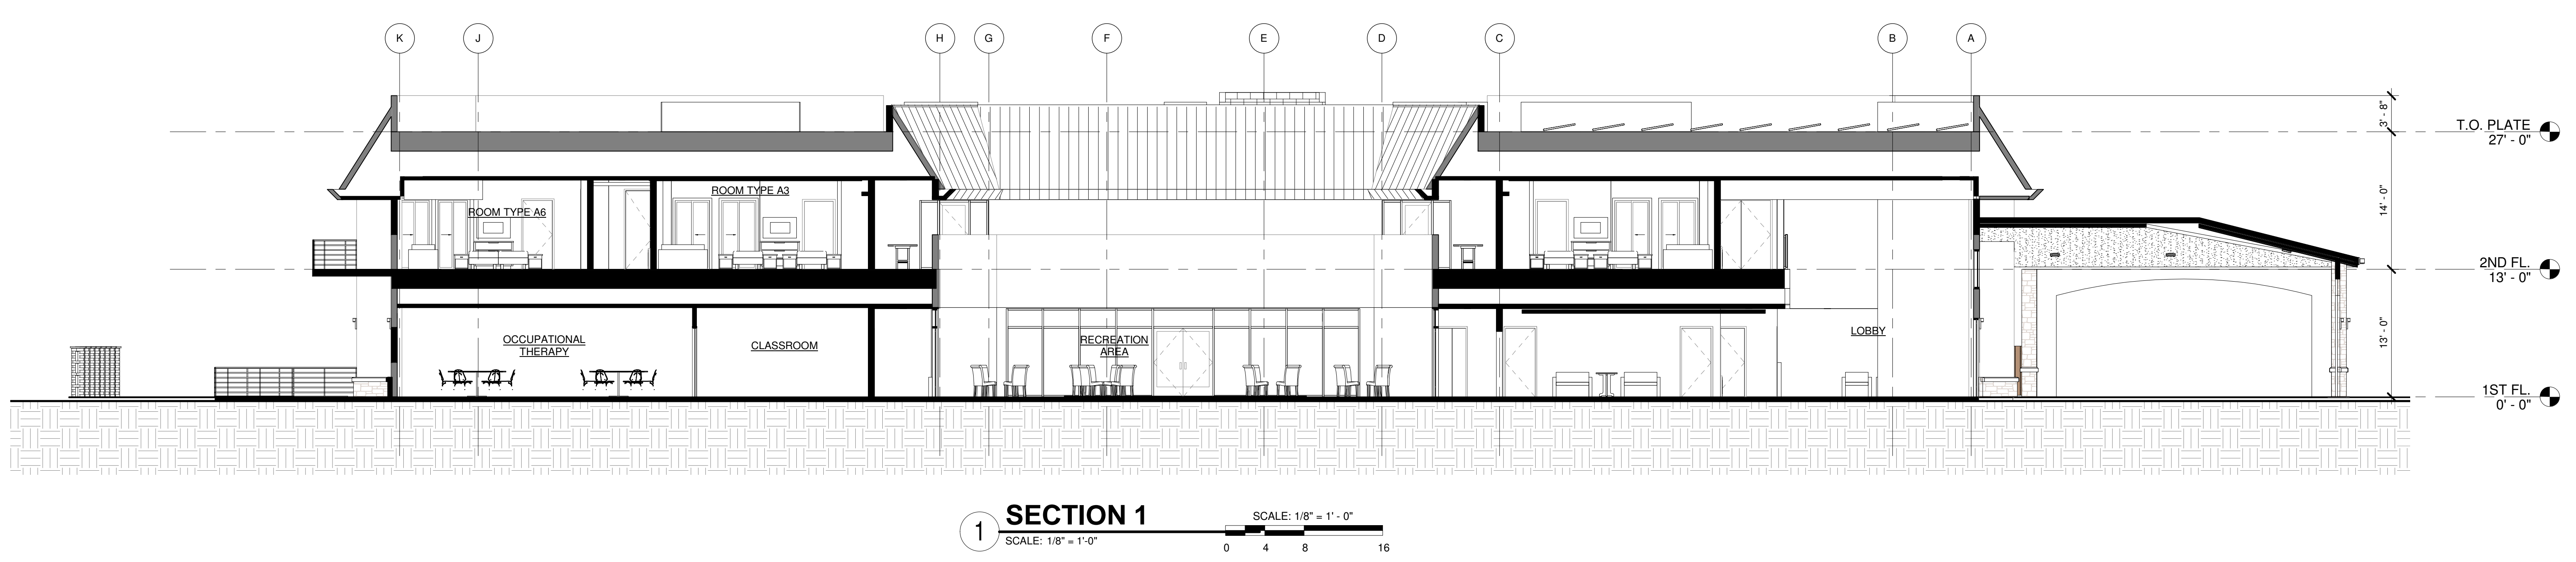 K
J
H
G
F
E
D
C
B
A
3' - 8"
T.O. PLATE
27' - 0"
ROOM TYPE A3
14' - 0"
ROOM TYPE A6
2ND FL.
13' - 0"
LOBBY
13' - 0"
OCCUPATIONAL
THERAPY
CLASSROOM
RECREATION
AREA
1ST FL.
0' - 0"
1
SECTION 1
SCALE: 1/8" = 1'-0"
SCALE: 1/8" = 1' - 0"
0 4 8 16